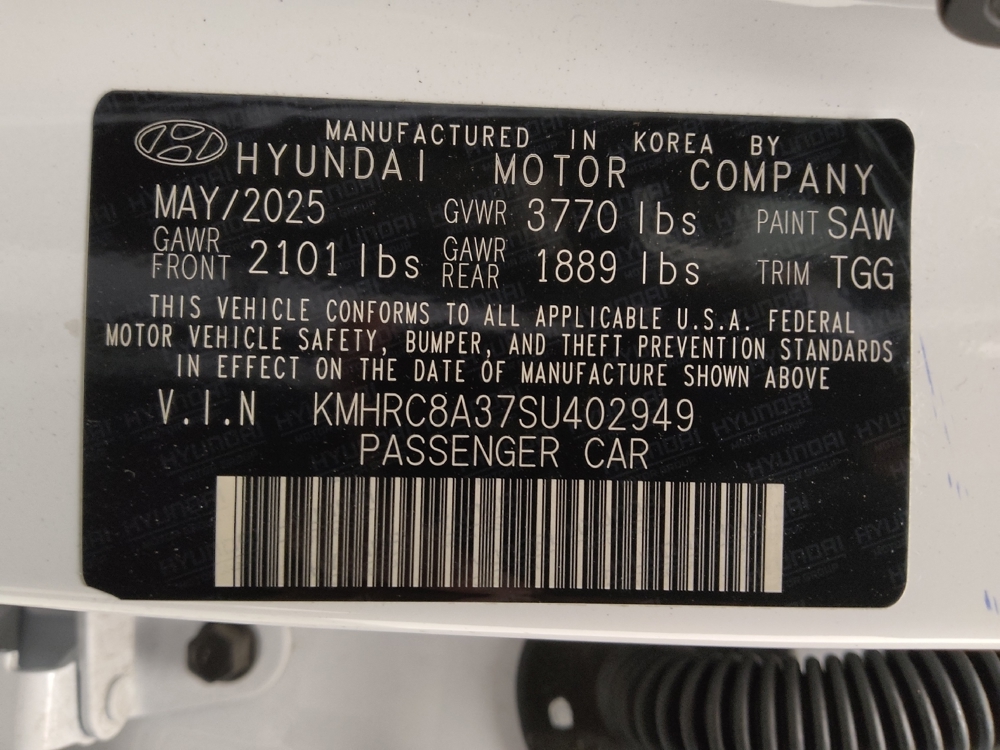 MANUFACTURED IN KOREA BY
HYUNDAI MOTOR COMPANY
MAY/2025 GVWR 3770 lbs PAINT SAW
GAWR FRONT 2101 lbs GAWR REAR 1889 lbs TRIM TGG
THIS VEHICLE CONFORMS TO ALL APPLICABLE U.S.A. FEDERAL
MOTOR VEHICLE SAFETY, BUMPER, AND THEFT PREVENTION STANDARDS
IN EFFECT ON THE DATE OF MANUFACTURE SHOWN ABOVE
V.I.N KMHRC8A37SU402949
PASSENGER CAR